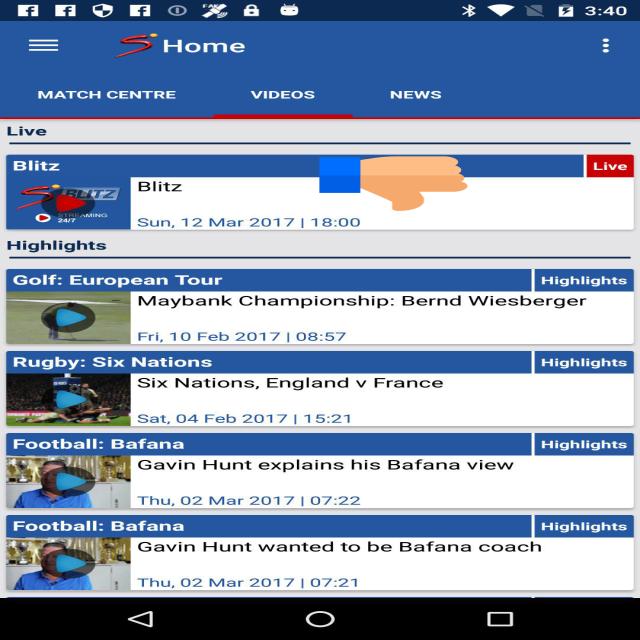 3:40
Home
MATCH CENTRE VIDEOS NEWS
Live
Blitz Live
BLITZ
STREAMING
24/7
Blitz
Sun, 12 Mar 2017 | 18:00
Highlights
Golf: European Tour Highlights
Maybank Championship: Bernd Wiesberger
Fri, 10 Feb 2017 | 08:57
Rugby: Six Nations Highlights
Six Nations, England v France
Sat, 04 Feb 2017 | 15:21
Football: Bafana Highlights
Gavin Hunt explains his Bafana view
Thu, 02 Mar 2017 | 07:22
Football: Bafana Highlights
Gavin Hunt wanted to be Bafana coach
Thu, 02 Mar 2017 | 07:21